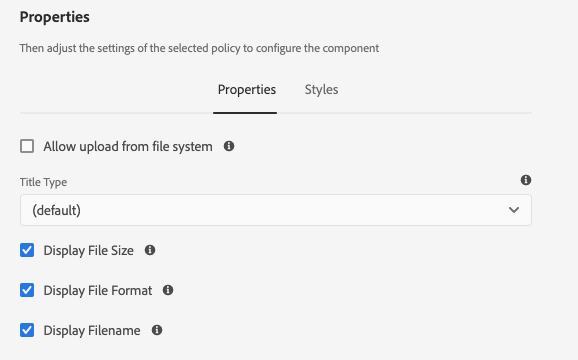 Properties
Then adjust the settings of the selected policy to configure the component
Properties Styles
Allow upload from file system
Title Type
(default)
Display File Size
Display File Format
Display Filename